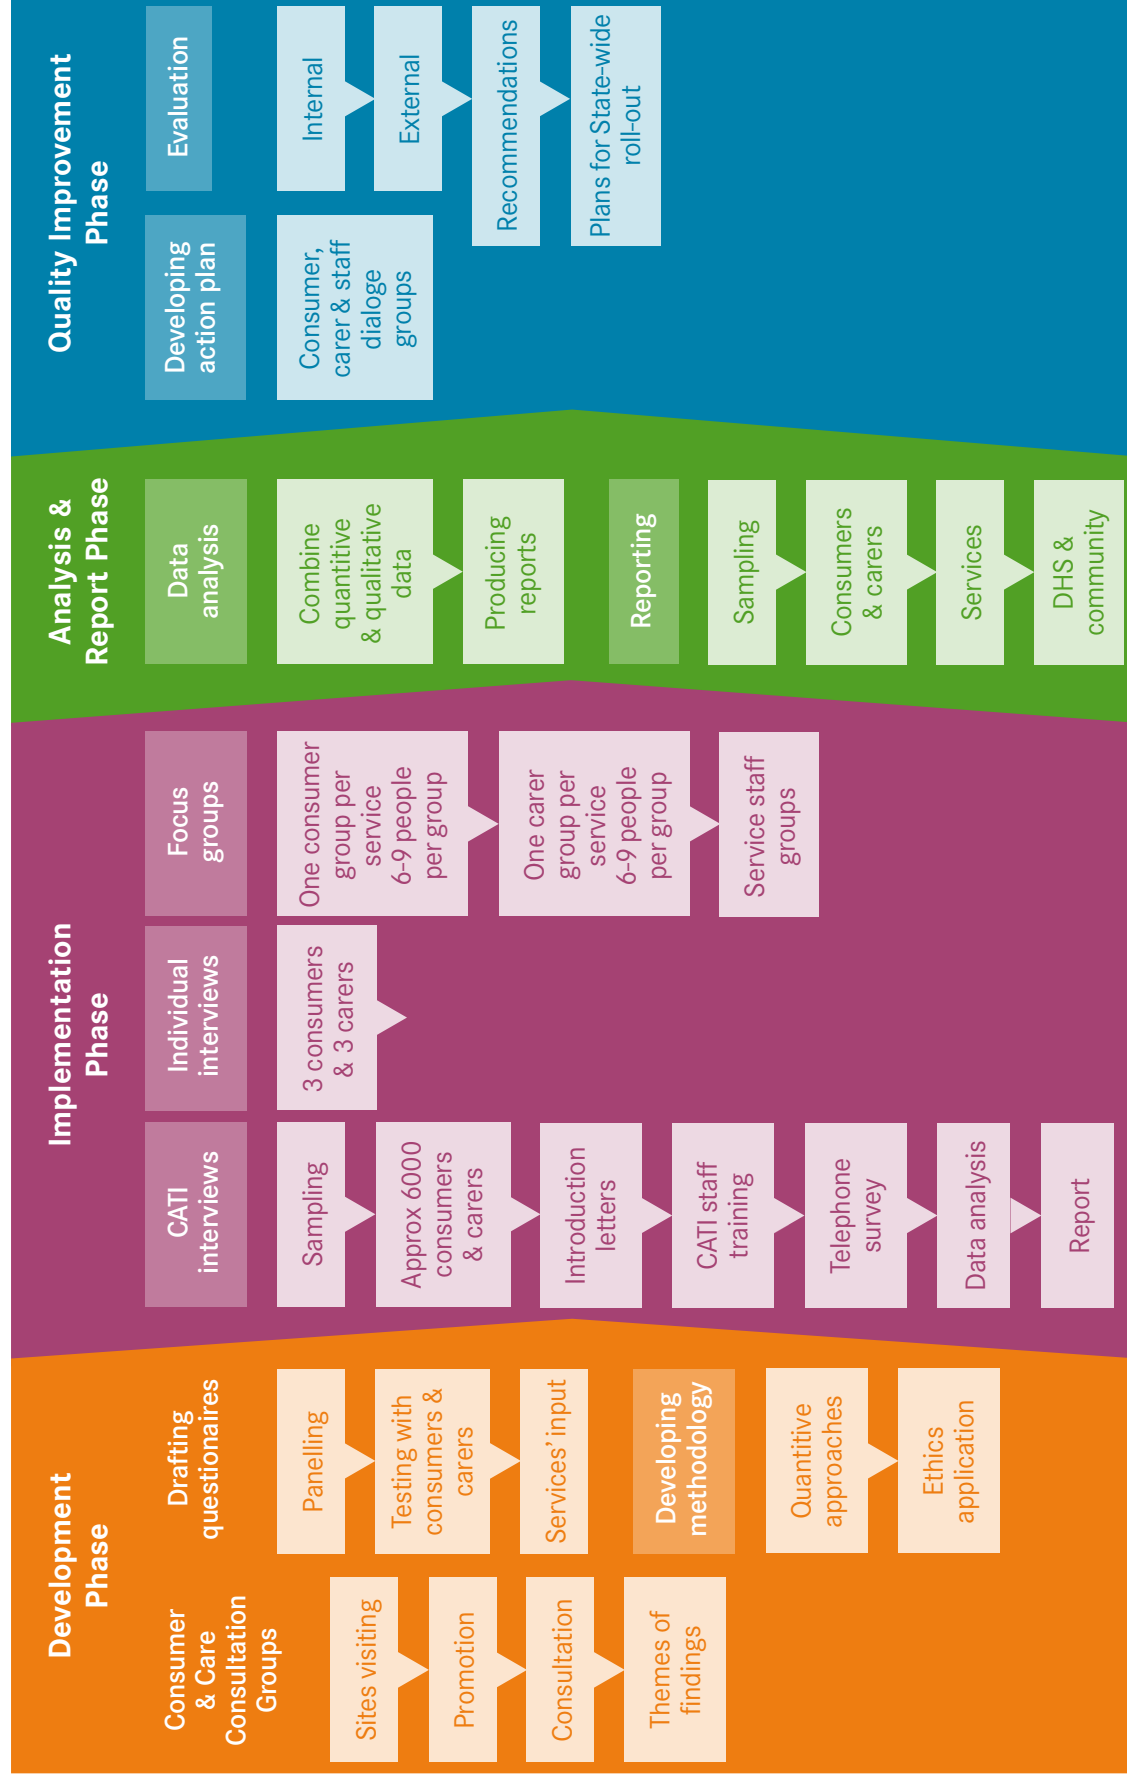 Development
Phase
Consumer
& Care
Consultation
Groups
Sites visiting
Promotion
Consultation
Themes of
findings
Drafting
questionaires
Panelling
Testing with
consumers &
carers
Services' input
Developing
methodology
Quantitive
approaches
Ethics
application
Implementation
Phase
CATI
interviews
Sampling
Approx 6000
consumers
& carers
Introduction
letters
CATI staff
training
Telephone
survey
Data analysis
Report
Individual
interviews
3 consumers
& 3 carers
Focus
groups
One consumer
group per
service
6-9 people
per group
One carer
group per
service
6-9 people
per group
Service staff
groups
Analysis &
Report Phase
Data
analysis
Combine
quantitive
& qualitative
data
Producing
reports
Reporting
Sampling
Consumers
& carers
Services
DHS &
community
Quality Improvement
Phase
Developing
action plan
Consumer,
carer & staff
dialoge
groups
Evaluation
Internal
External
Recommendations
Plans for State-wide
roll-out